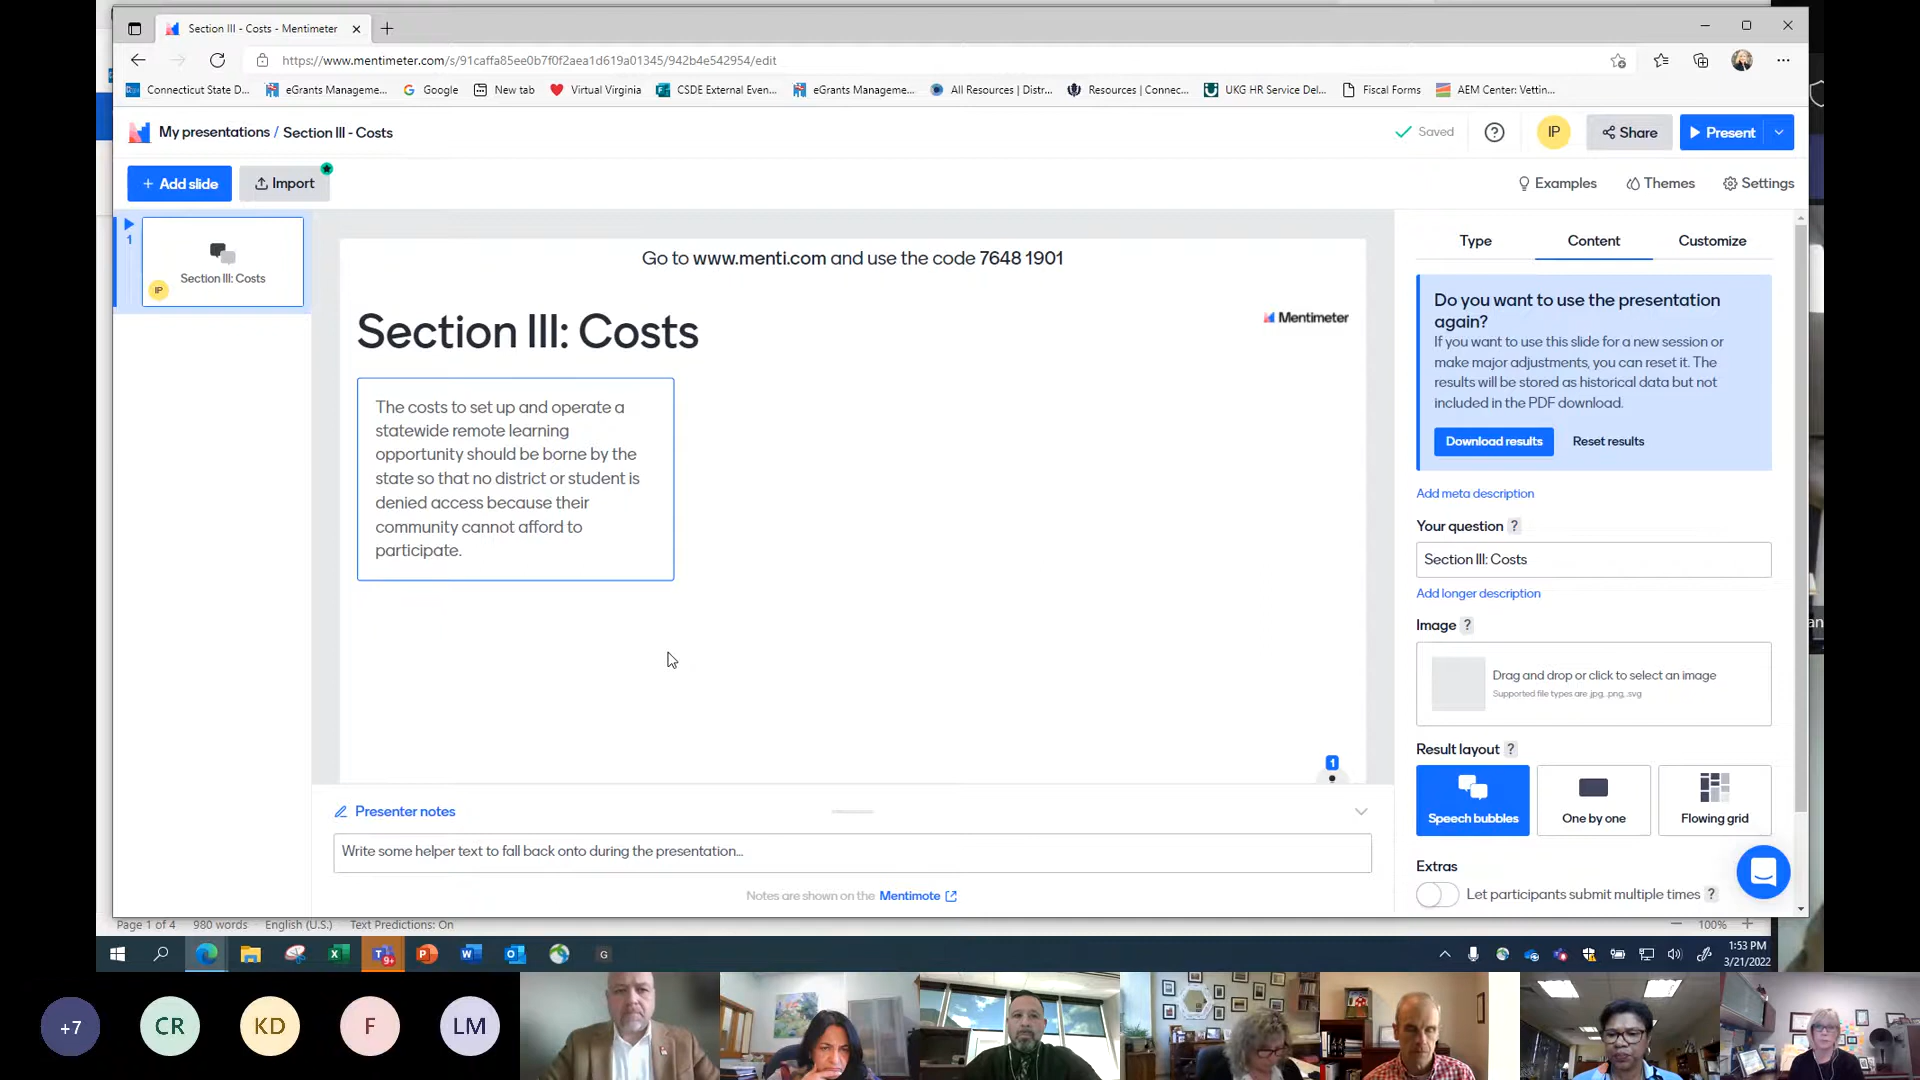 Section III - Costs - Mentimeter
https://www.mentimeter.com/s/91caffa85ee0b7f0f2aea1d619a01345/942b4e542954/edit
Connecticut State D...
eGrants Manageme...
Google
New tab
Virtual Virginia
CSDE External Even...
eGrants Manageme...
All Resources | Distr...
Resources | Connec...
UKG HR Service Del...
Fiscal Forms
AEM Center: Vettin...
My presentations / Section III - Costs
Saved
IP
Share
Present
+ Add slide
Import
Examples
Themes
Settings
1
Section III: Costs
IP
Go to www.menti.com and use the code 7648 1901
Section III: Costs
Mentimeter
The costs to set up and operate a
statewide remote learning
opportunity should be borne by the
state so that no district or student is
denied access because their
community cannot afford to
participate.
1
Type
Content
Customize
Do you want to use the presentation
again?
If you want to use this slide for a new session or
make major adjustments, you can reset it. The
results will be stored as historical data but not
included in the PDF download.
Download results
Reset results
Add meta description
Your question ?
Section III: Costs
Add longer description
Image ?
Drag and drop or click to select an image
Supported file types are .jpg, .png, .svg
Result layout ?
Speech bubbles
One by one
Flowing grid
Extras
Let participants submit multiple times ?
Presenter notes
Write some helper text to fall back onto during the presentation...
Notes are shown on the Mentimote
Page 1 of 4
980 words
English (U.S.)
Text Predictions: On
100%
1:53 PM
3/21/2022
+7
CR
KD
F
LM